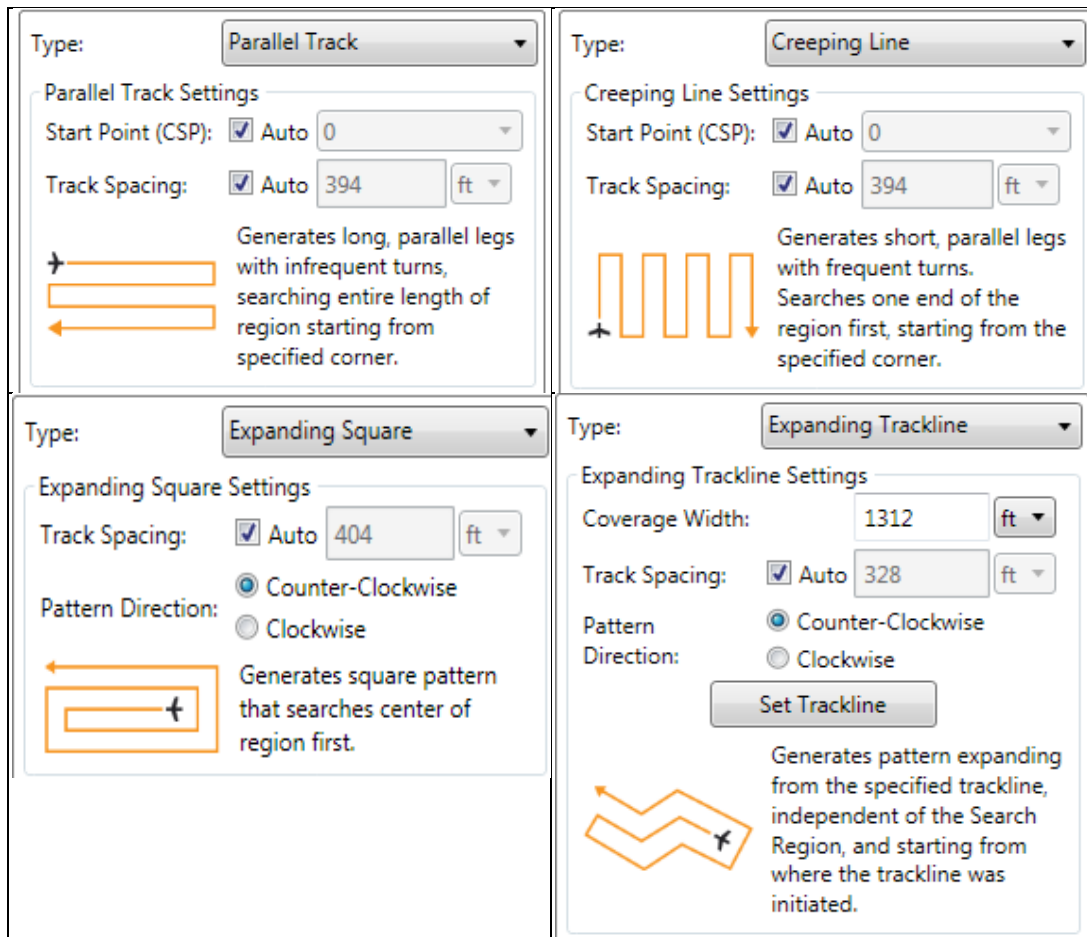 Type: Parallel Track
Parallel Track Settings
Start Point (CSP): Auto 0
Track Spacing: Auto 394 ft
Generates long, parallel legs
with infrequent turns,
searching entire length of
region starting from
specified corner.
Type: Creeping Line
Creeping Line Settings
Start Point (CSP): Auto 0
Track Spacing: Auto 394 ft
Generates short, parallel legs
with frequent turns.
Searches one end of the
region first, starting from the
specified corner.
Type: Expanding Square
Expanding Square Settings
Track Spacing: Auto 404 ft
Pattern Direction: Counter-Clockwise
Clockwise
Generates square pattern
that searches center of
region first.
Type: Expanding Trackline
Expanding Trackline Settings
Coverage Width: 1312 ft
Track Spacing: Auto 328 ft
Pattern
Direction:
Counter-Clockwise
Clockwise
Set Trackline
Generates pattern expanding
from the specified trackline,
independent of the Search
Region, and starting from
where the trackline was
initiated.